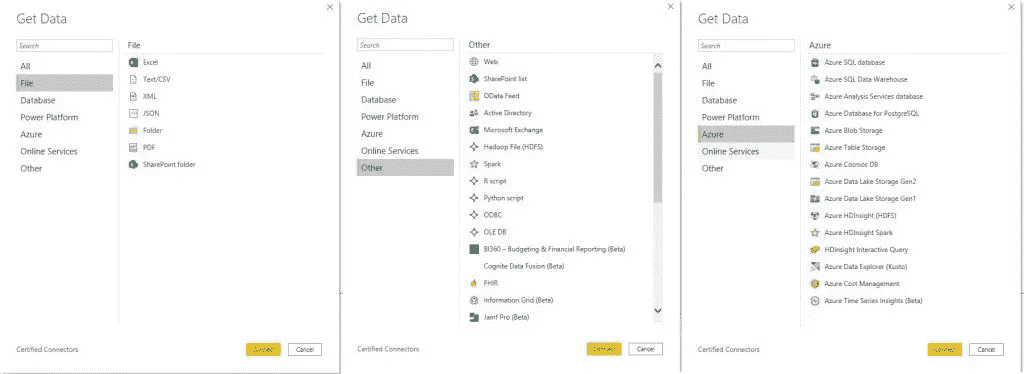 Get Data
Search
All
File
Database
Power Platform
Azure
Online Services
Other
File
Excel
Text/CSV
XML
JSON
Folder
PDF
SharePoint folder
Certified Connectors
Connect
Cancel
Get Data
Search
All
File
Database
Power Platform
Azure
Online Services
Other
Other
Web
SharePoint list
OData Feed
Active Directory
Microsoft Exchange
Hadoop File (HDFS)
Spark
R script
Python script
ODBC
OLE DB
BI360 – Budgeting & Financial Reporting (Beta)
Cognite Data Fusion (Beta)
FHIR
Information Grid (Beta)
Jamf Pro (Beta)
Certified Connectors
Connect
Cancel
Get Data
Search
All
File
Database
Power Platform
Azure
Online Services
Other
Azure
Azure SQL database
Azure SQL Data Warehouse
Azure Analysis Services database
Azure Database for PostgreSQL
Azure Blob Storage
Azure Table Storage
Azure Cosmos DB
Azure Data Lake Storage Gen2
Azure Data Lake Storage Gen1
Azure HDInsight (HDFS)
Azure HDInsight Spark
HDInsight Interactive Query
Azure Data Explorer (Kusto)
Azure Cost Management
Azure Time Series Insights (Beta)
Certified Connectors
Connect
Cancel